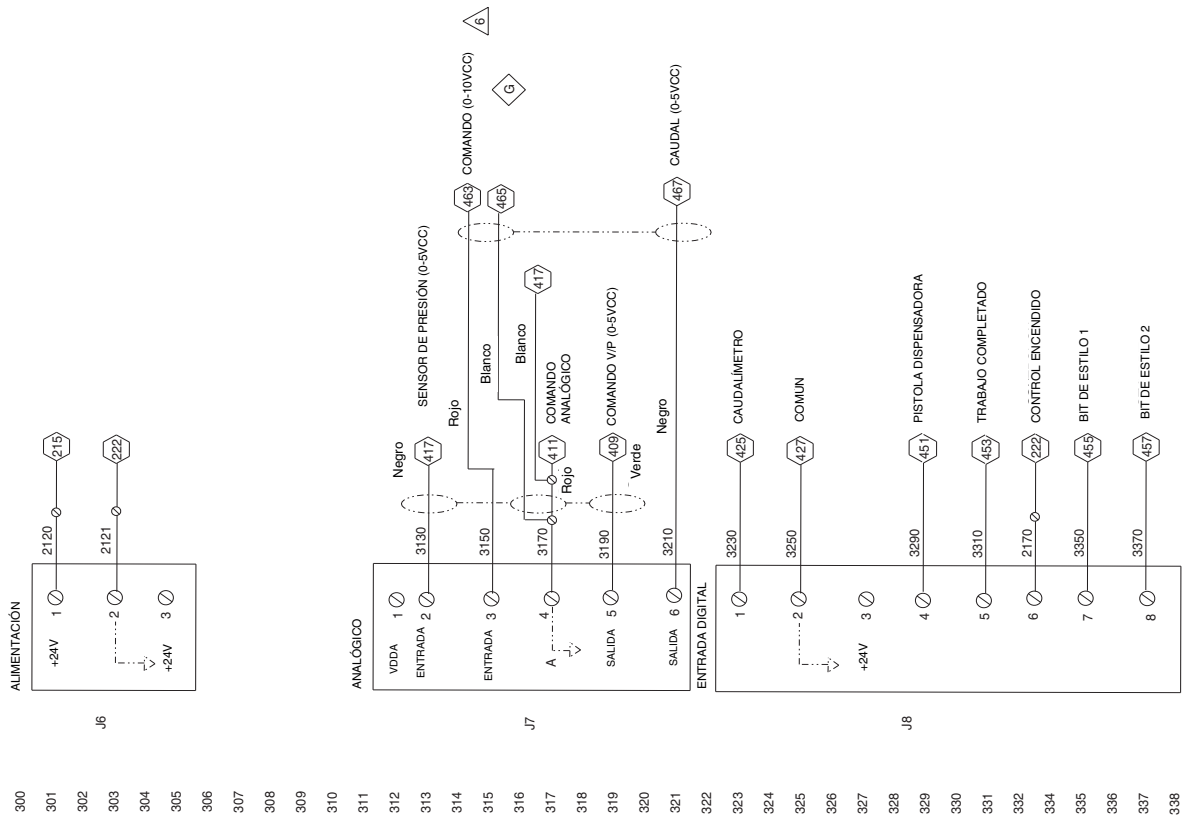 ALIMENTACIÓN
J6
+24V
1
2120
215
2
2121
222
+24V
3
ANALÓGICO
J7
VDDA
1
ENTRADA
2
3130
Negro
417
SENSOR DE PRESIÓN (0-5VCC)
ENTRADA
3
3150
Rojo
463
COMANDO (0-10VCC)
6
Blanco
465
G
Blanco
417
A
4
3170
Rojo
411
COMANDO
ANALÓGICO
SALIDA
5
3190
Verde
409
COMANDO V/P (0-5VCC)
SALIDA
6
3210
Negro
467
CAUDAL (0-5VCC)
ENTRADA DIGITAL
J8
1
3230
425
CAUDALÍMETRO
2
3250
427
COMUN
+24V
3
4
3290
451
PISTOLA DISPENSADORA
5
3310
453
TRABAJO COMPLETADO
6
2170
222
CONTROL ENCENDIDO
7
3350
455
BIT DE ESTILO 1
8
3370
457
BIT DE ESTILO 2
300
301
302
303
304
305
306
307
308
309
310
311
312
313
314
315
316
317
318
319
320
321
322
323
324
325
326
327
328
329
330
331
332
334
335
336
337
338